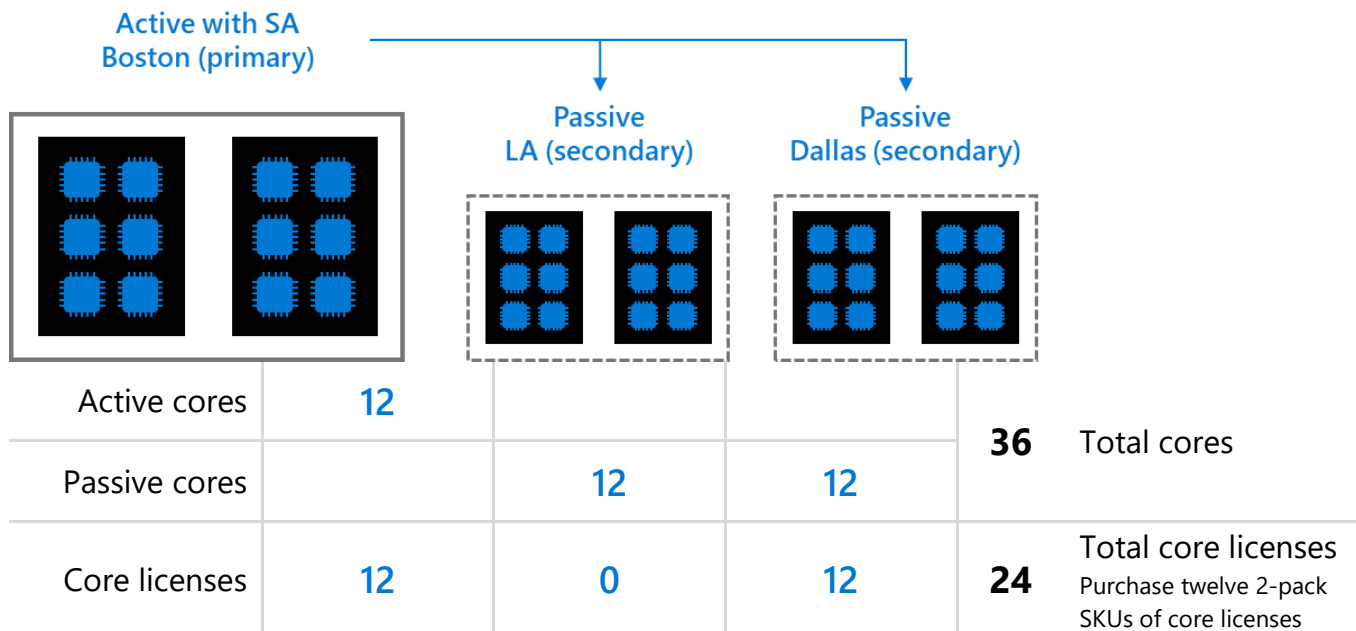 Active with SA
Boston (primary)
Passive
LA (secondary)
Passive
Dallas (secondary)
Active cores 12
36 Total cores
Passive cores 12 12
Core licenses 12 0 12 24 Total core licenses
Purchase twelve 2-pack
SKUs of core licenses